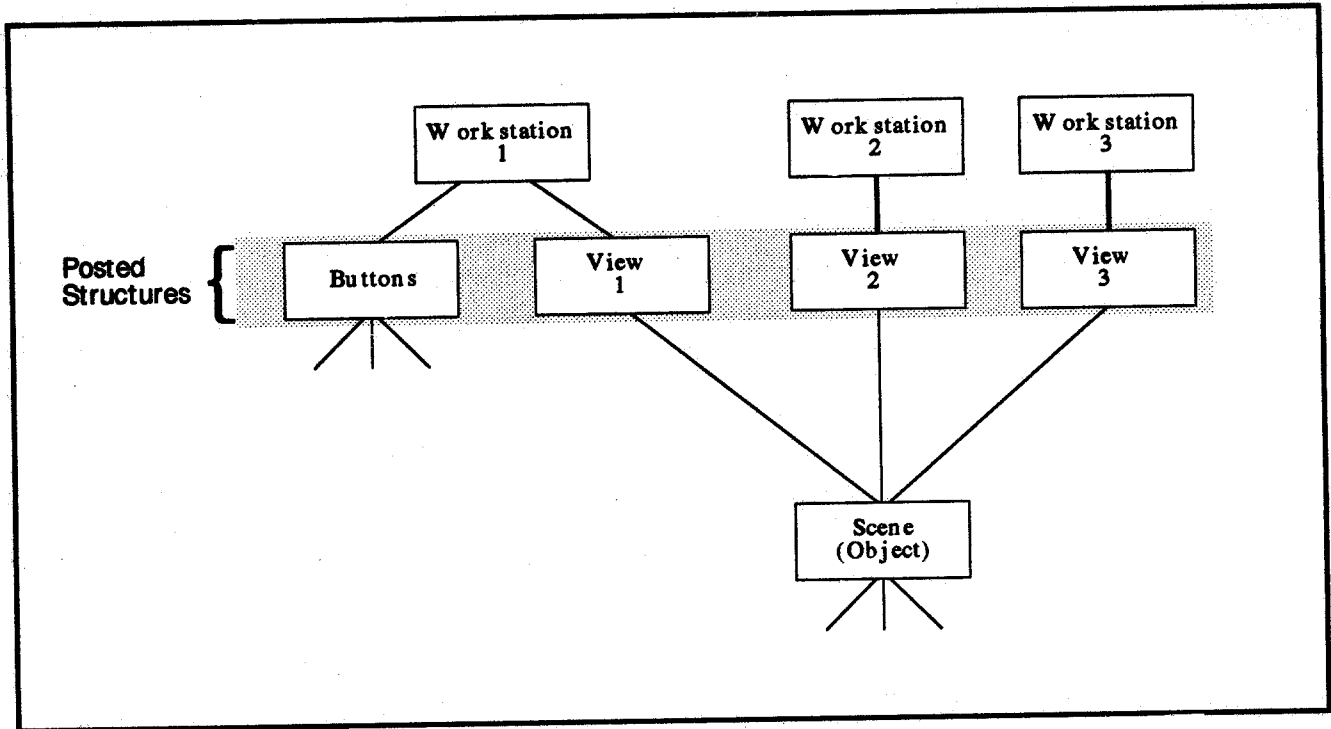 Work station
1
Work station
2
Work station
3
Posted
Structures
Buttons
View
1
View
2
View
3
Scene
(Object)